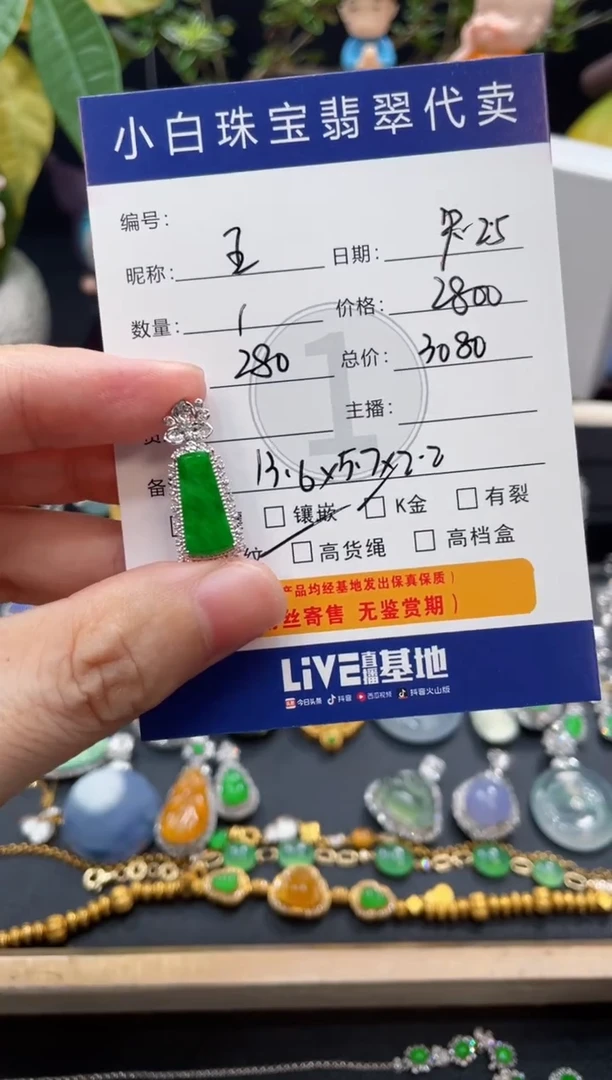 小白珠宝翡翠代卖
编号：
昵称： 王 日期： 25
数量： 1 价格： 2800
280 总价： 3080
主播：
备 13.6x5.7x2.2
□ 镶嵌 □ K金 □ 有裂
纹 □ 高货绳 □ 高档盒
产品均经基地发出保真保质）
丝寄售 无鉴赏期）
LiVE直播基地
今日头条 抖音 西瓜视频 抖音火山版